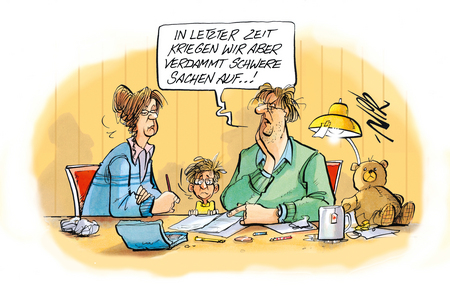 IN LETZTER ZEIT
KRIEGEN WIR ABER
VERDAMMT SCHWERE
SACHEN AUF..!